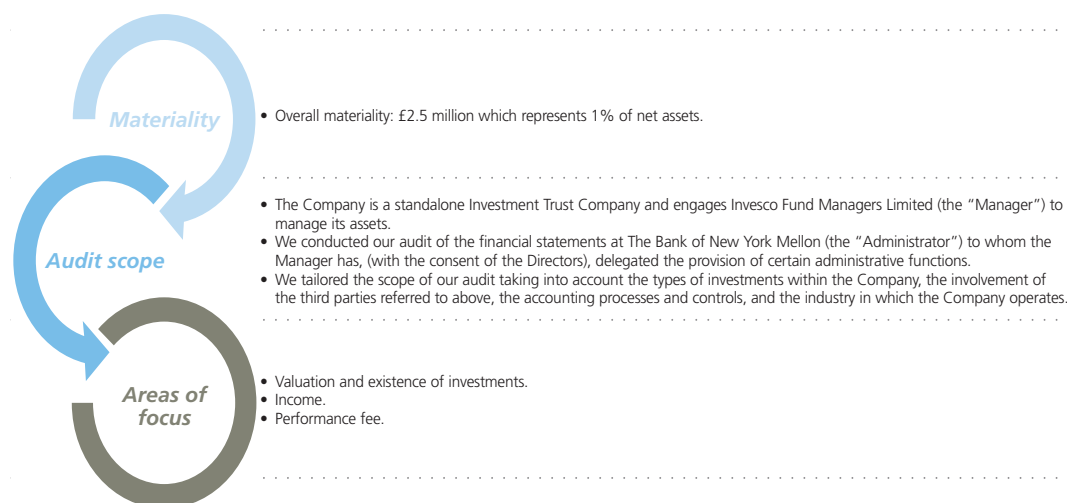 Materiality
• Overall materiality: £2.5 million which represents 1% of net assets.
Audit scope
• The Company is a standalone Investment Trust Company and engages Invesco Fund Managers Limited (the “Manager”) to
manage its assets.
• We conducted our audit of the financial statements at The Bank of New York Mellon (the “Administrator”) to whom the
Manager has, (with the consent of the Directors), delegated the provision of certain administrative functions.
• We tailored the scope of our audit taking into account the types of investments within the Company, the involvement of
the third parties referred to above, the accounting processes and controls, and the industry in which the Company operates.
Areas of
focus
• Valuation and existence of investments.
• Income.
• Performance fee.